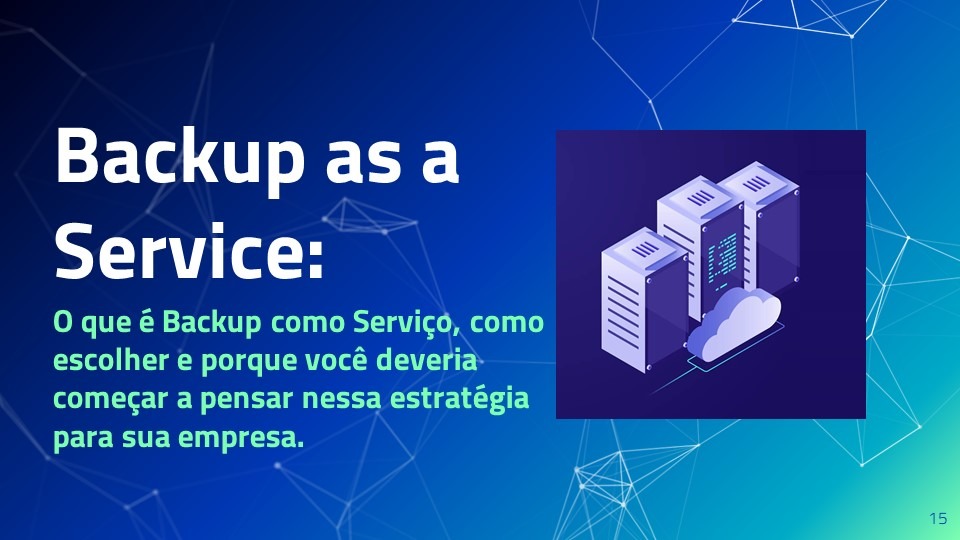 Backup as a
Service:
O que é Backup como Serviço, como
escolher e porque você deveria
começar a pensar nessa estratégia
para sua empresa.
15